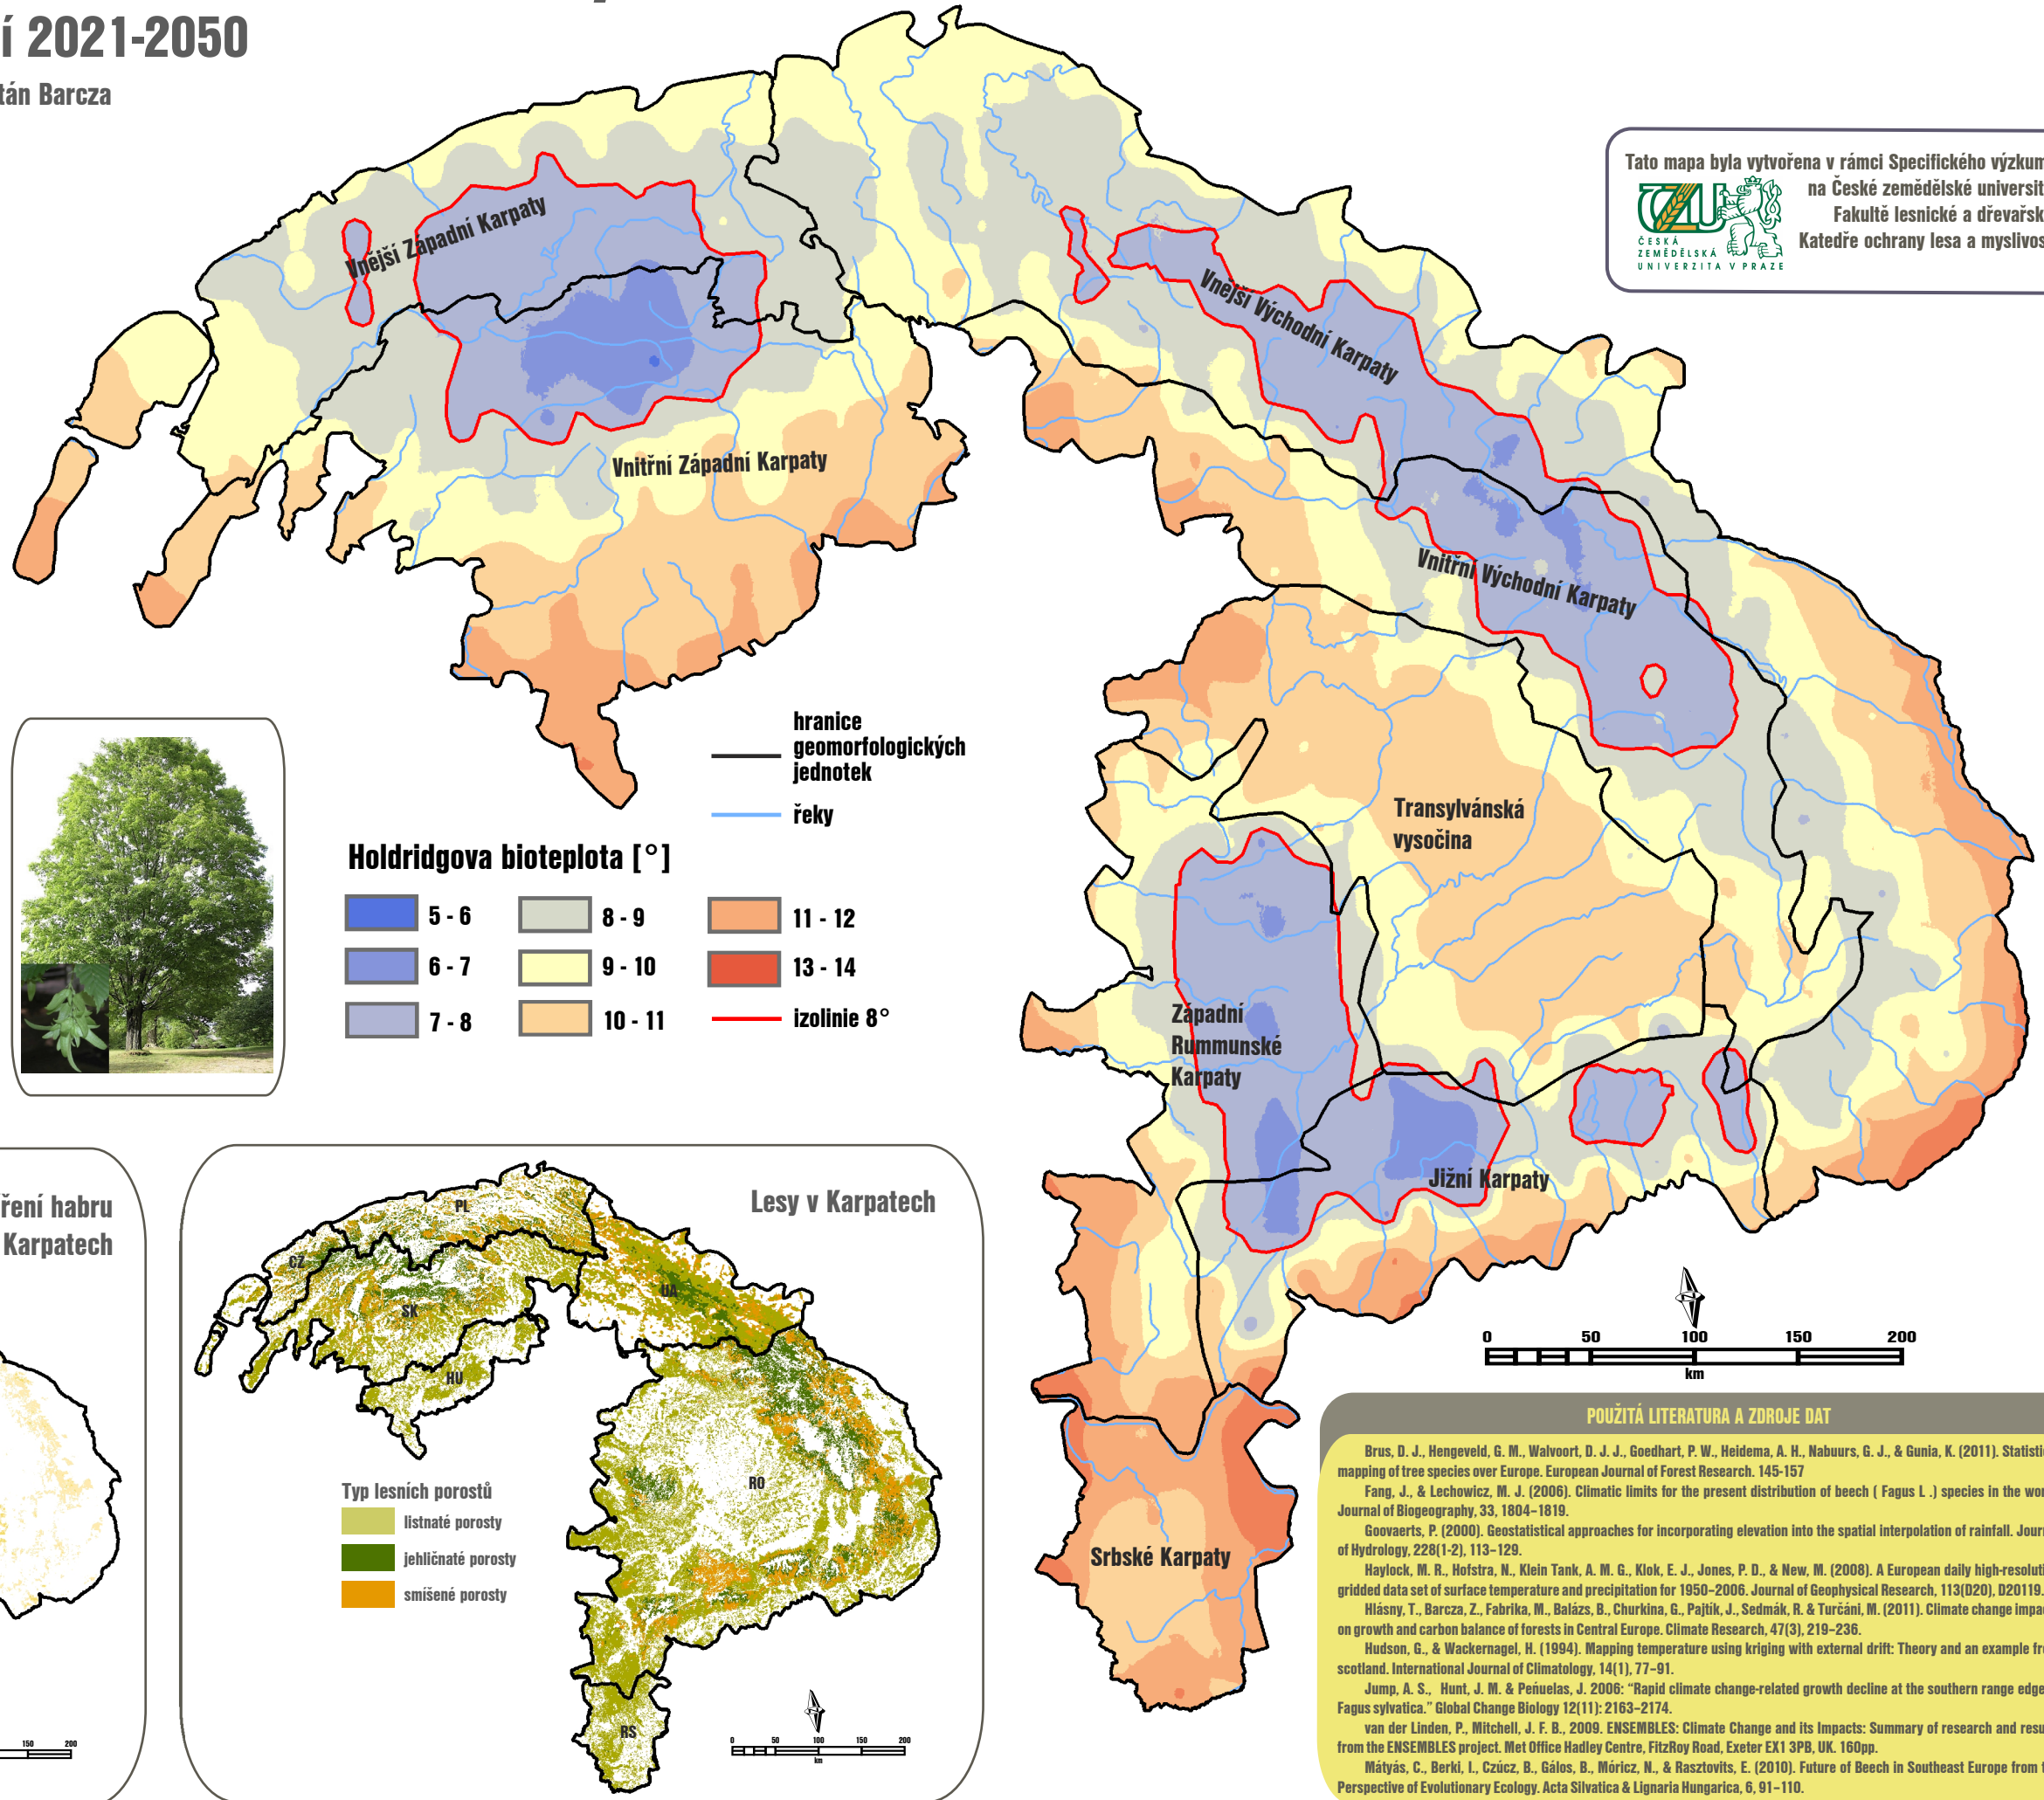 í 2021-2050
tán Barcza
Tato mapa byla vytvořena v rámci Specifického výzkum
na České zemědělské universit
Fakultě lesnické a dřevařsk
Katedře ochrany lesa a myslivos
ČZU
ČESKÁ
ZEMĚDĚLSKÁ
UNIVERZITA V PRAZE
Vnější Západní Karpaty
Vnitřní Západní Karpaty
Vnější Východní Karpaty
Vnitřní Východní Karpaty
Transylvánská
vysočina
Západní
Rummunské
Karpaty
Jižní Karpaty
Srbské Karpaty
hranice
geomorfologických
jednotek
řeky
Holdridgova bioteplota [°]
5 - 6
6 - 7
7 - 8
8 - 9
9 - 10
10 - 11
11 - 12
13 - 14
izolinie 8°
0 50 100 150 200
km
ření habru
Karpatech
150 200
Lesy v Karpatech
PL
CZ
SK
UA
HU
RO
RS
Typ lesních porostů
listnaté porosty
jehličnaté porosty
smíšené porosty
0 50 100 150 200
km
POUŽITÁ LITERATURA A ZDROJE DAT
Brus, D. J., Hengeveld, G. M., Walvoort, D. J. J., Goedhart, P. W., Heidema, A. H., Nabuurs, G. J., & Gunia, K. (2011). Statisti
mapping of tree species over Europe. European Journal of Forest Research. 145-157
Fang, J., & Lechowicz, M. J. (2006). Climatic limits for the present distribution of beech ( Fagus L .) species in the wor
Journal of Biogeography, 33, 1804–1819.
Goovaerts, P. (2000). Geostatistical approaches for incorporating elevation into the spatial interpolation of rainfall. Jour
of Hydrology, 228(1-2), 113–129.
Haylock, M. R., Hofstra, N., Klein Tank, A. M. G., Klok, E. J., Jones, P. D., & New, M. (2008). A European daily high-resoluti
gridded data set of surface temperature and precipitation for 1950–2006. Journal of Geophysical Research, 113(D20), D20119.
Hlásny, T., Barcza, Z., Fabrika, M., Balázs, B., Churkina, G., Pajtík, J., Sedmák, R. & Turčáni, M. (2011). Climate change impac
on growth and carbon balance of forests in Central Europe. Climate Research, 47(3), 219–236.
Hudson, G., & Wackernagel, H. (1994). Mapping temperature using kriging with external drift: Theory and an example fro
scotland. International Journal of Climatology, 14(1), 77–91.
Jump, A. S., Hunt, J. M. & Peńuelas, J. 2006: “Rapid climate change-related growth decline at the southern range edge
Fagus sylvatica.” Global Change Biology 12(11): 2163–2174.
van der Linden, P., Mitchell, J. F. B., 2009. ENSEMBLES: Climate Change and its Impacts: Summary of research and resu
from the ENSEMBLES project. Met Office Hadley Centre, FitzRoy Road, Exeter EX1 3PB, UK. 160pp.
Mátyás, C., Berki, I., Czúcz, B., Gálos, B., Móricz, N., & Rasztovits, E. (2010). Future of Beech in Southeast Europe from t
Perspective of Evolutionary Ecology. Acta Silvatica & Lignaria Hungarica, 6, 91–110.